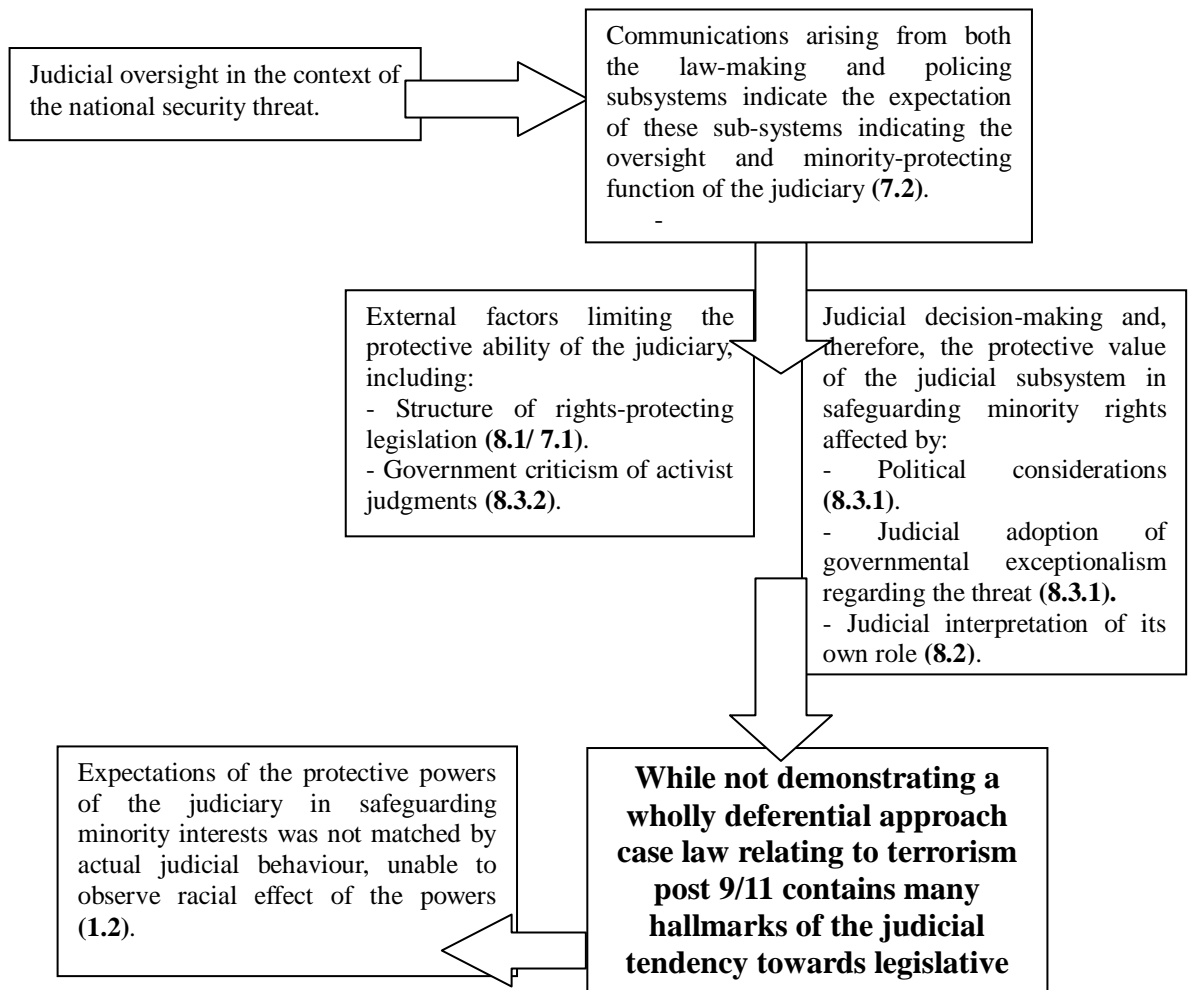 Judicial oversight in the context of
the national security threat.
Communications arising from both
the law-making and policing
subsystems indicate the expectation
of these sub-systems indicating the
oversight and minority-protecting
function of the judiciary (7.2).
-
External factors limiting the
protective ability of the judiciary,
including:
- Structure of rights-protecting
legislation (8.1/ 7.1).
- Government criticism of activist
judgments (8.3.2).
Judicial decision-making and,
therefore, the protective value
of the judicial subsystem in
safeguarding minority rights
affected by:
- Political considerations
(8.3.1).
- Judicial adoption of
governmental exceptionalism
regarding the threat (8.3.1).
- Judicial interpretation of its
own role (8.2).
Expectations of the protective powers
of the judiciary in safeguarding
minority interests was not matched by
actual judicial behaviour, unable to
observe racial effect of the powers
(1.2).
While not demonstrating a
wholly deferential approach
case law relating to terrorism
post 9/11 contains many
hallmarks of the judicial
tendency towards legislative